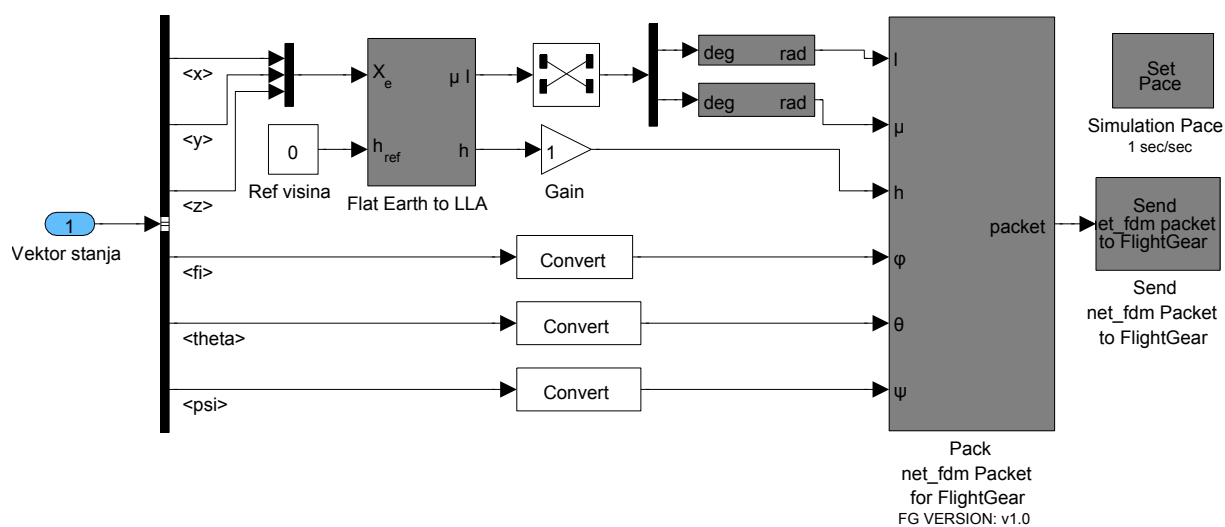 <x>
<y>
<z>
1
Vektor stanja
<fi>
<theta>
<psi>
0
Ref visina
X_e
h_ref
μ l
h
Flat Earth to LLA
1
Gain
deg rad
deg rad
Convert
Convert
Convert
l
μ
h
φ
θ
ψ
packet
Pack
net_fdm Packet
for FlightGear
FG VERSION: v1.0
Set
Pace
Simulation Pace
1 sec/sec
Send
et_fdm packet
to FlightGear
Send
net_fdm Packet
to FlightGear